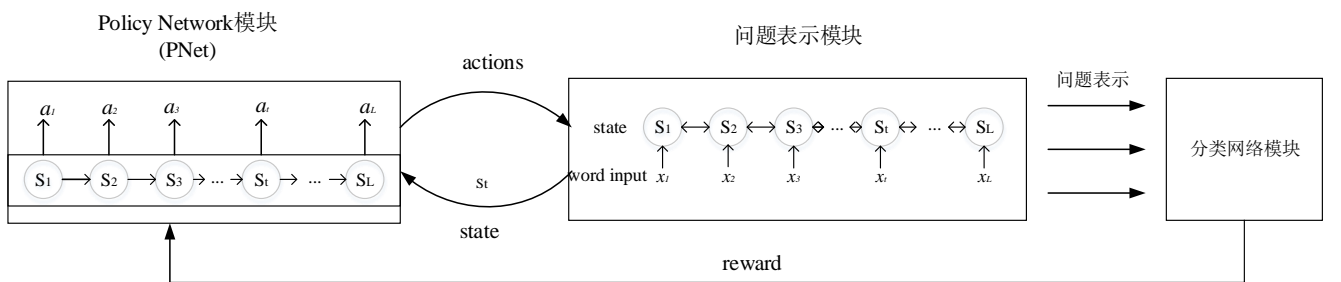 Policy Network模块
(PNet)
问题表示模块
actions
问题表示
a1 a2 a3 at aL
state S1 S2 S3 ... St ... SL
分类网络模块
S1 S2 S3 ... St ... SL
St
word input x1 x2 x3 xt xL
state
reward